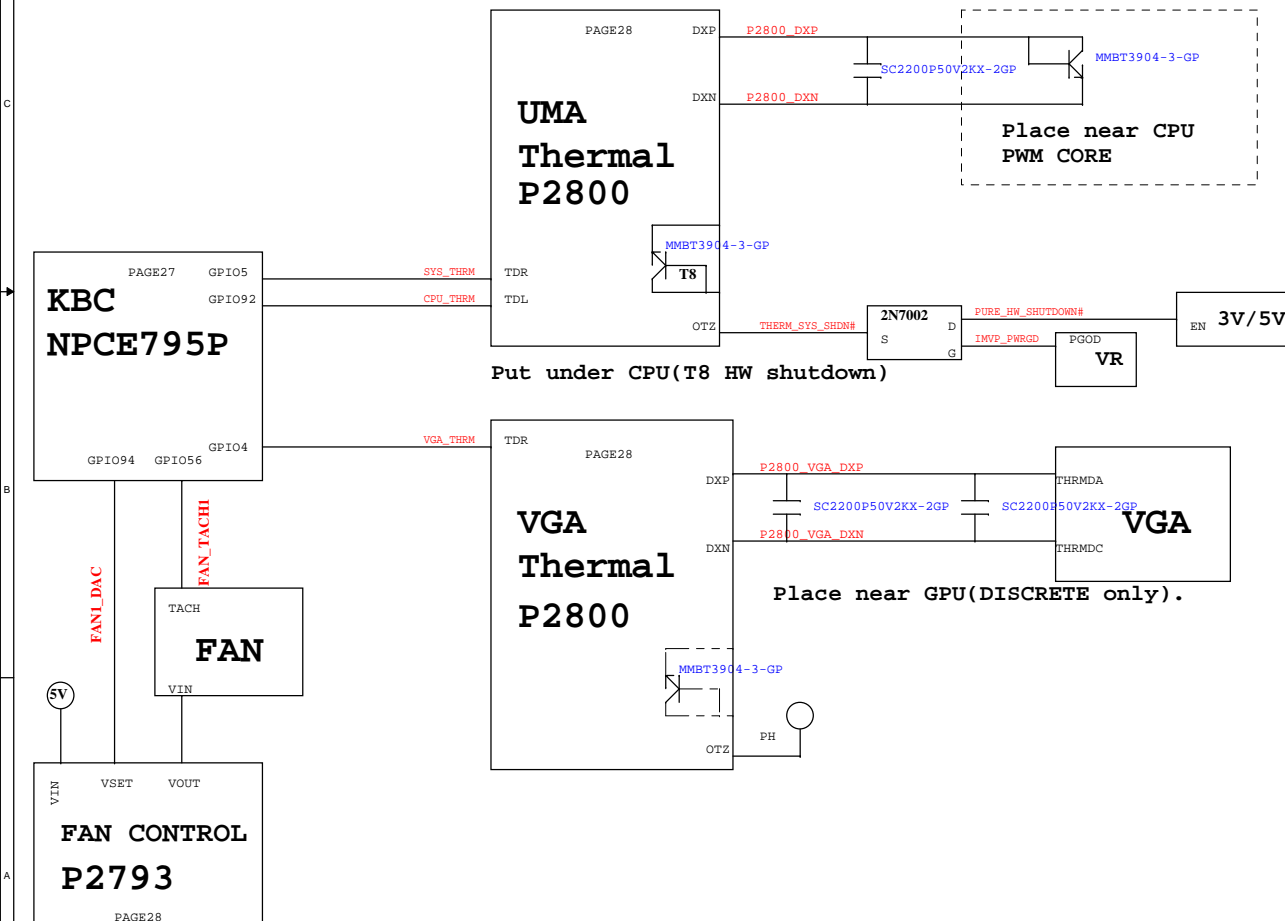 PAGE28
DXP
P2800_DXP
SC2200P50V2KX-2GP
MMBT3904-3-GP
DXN
P2800_DXN
UMA
Thermal
P2800
Place near CPU
PWM CORE
C
MMBT3904-3-GP
T8
PAGE27
GPIO5
SYS_THRM
TDR
KBC
NPCE795P
GPIO92
CPU_THRM
TDL
OTZ
THERM_SYS_SHDN#
2N7002
S
D
G
PURE_HW_SHUTDOWN#
IMVP_PWRGD
PGOD
VR
EN
3V/5V
Put under CPU(T8 HW shutdown)
GPIO4
VGA_THRM
TDR
GPIO94
GPIO56
PAGE28
B
DXP
P2800_VGA_DXP
SC2200P50V2KX-2GP
SC2200P50V2KX-2GP
THRMDA
VGA
THRMDC
DXN
P2800_VGA_DXN
VGA
Thermal
P2800
Place near GPU(DISCRETE only).
FAN1_DAC
FAN_TACH1
TACH
FAN
VIN
MMBT3904-3-GP
OTZ
PH
5V
VIN
VSET
VOUT
FAN CONTROL
P2793
PAGE28
A